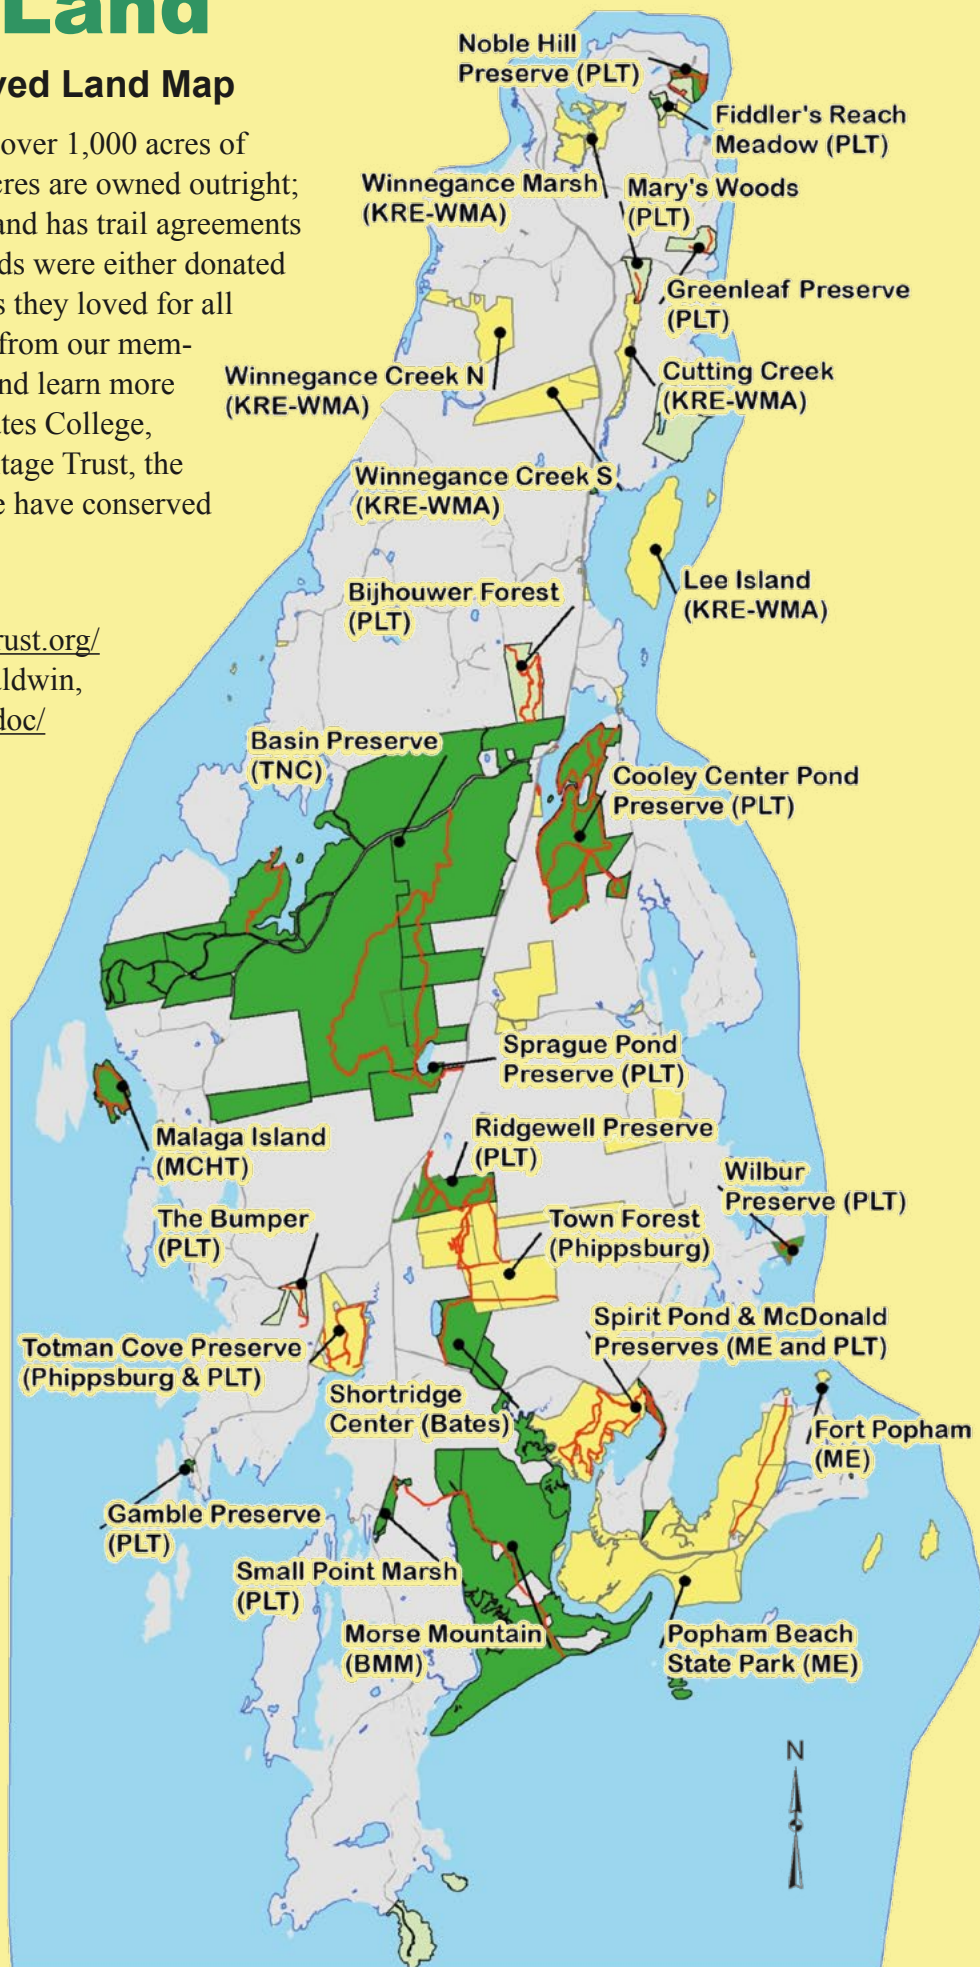 Land
ved Land Map
over 1,000 acres of
cres are owned outright;
and has trail agreements
ds were either donated
s they loved for all
from our mem-
nd learn more
ates College,
itage Trust, the
e have conserved
rust.org/
aldwin,
doc/
Noble Hill
Preserve (PLT)
Fiddler's Reach
Meadow (PLT)
Winnegance Marsh
(KRE-WMA)
Mary's Woods
(PLT)
Greenleaf Preserve
(PLT)
Winnegance Creek N
(KRE-WMA)
Cutting Creek
(KRE-WMA)
Winnegance Creek S
(KRE-WMA)
Lee Island
(KRE-WMA)
Bijhouwer Forest
(PLT)
Basin Preserve
(TNC)
Cooley Center Pond
Preserve (PLT)
Sprague Pond
Preserve (PLT)
Malaga Island
(MCHT)
Ridgewell Preserve
(PLT)
Wilbur
Preserve (PLT)
The Bumper
(PLT)
Town Forest
(Phippsburg)
Totman Cove Preserve
(Phippsburg & PLT)
Spirit Pond & McDonald
Preserves (ME and PLT)
Shortridge
Center (Bates)
Fort Popham
(ME)
Gamble Preserve
(PLT)
Small Point Marsh
(PLT)
Morse Mountain
(BMM)
Popham Beach
State Park (ME)
N